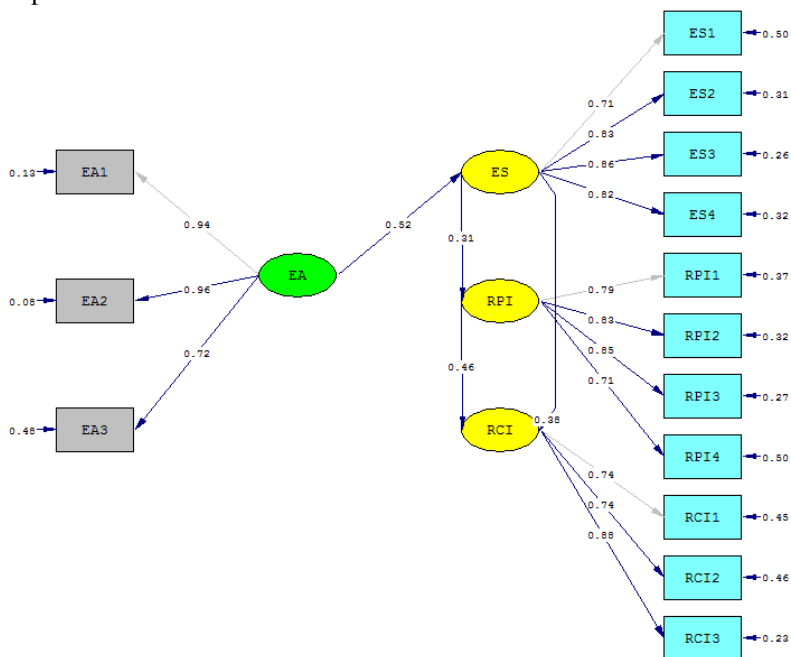 ES1
0.50
0.71
ES2
0.31
0.83
EA1
0.13
ES3
0.26
0.86
ES
ES4
0.32
0.82
0.94
0.52
0.31
EA
RPI1
0.37
0.79
EA2
0.08
0.96
RPI
RPI2
0.32
0.83
0.72
0.85
0.46
0.71
RPI3
0.27
EA3
0.48
RCI
0.38
RPI4
0.50
0.74
RCI1
0.45
0.74
0.88
RCI2
0.46
RCI3
0.23